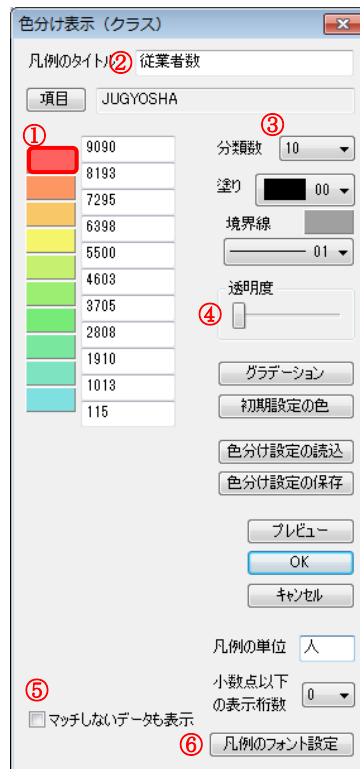 色分け表示（クラス）
凡例のタイトル ② 従業者数
項目 JUGYOSHA
①
9090
8193
7295
6398
5500
4603
3705
2808
1910
1013
115
③
分類数 10
塗り 00
境界線
01
透明度
④
グラデーション
初期設定の色
色分け設定の読込
色分け設定の保存
プレビュー
OK
キャンセル
凡例の単位 人
小数点以下
の表示桁数 0
⑤
マッチしないデータも表示
⑥ 凡例のフォント設定